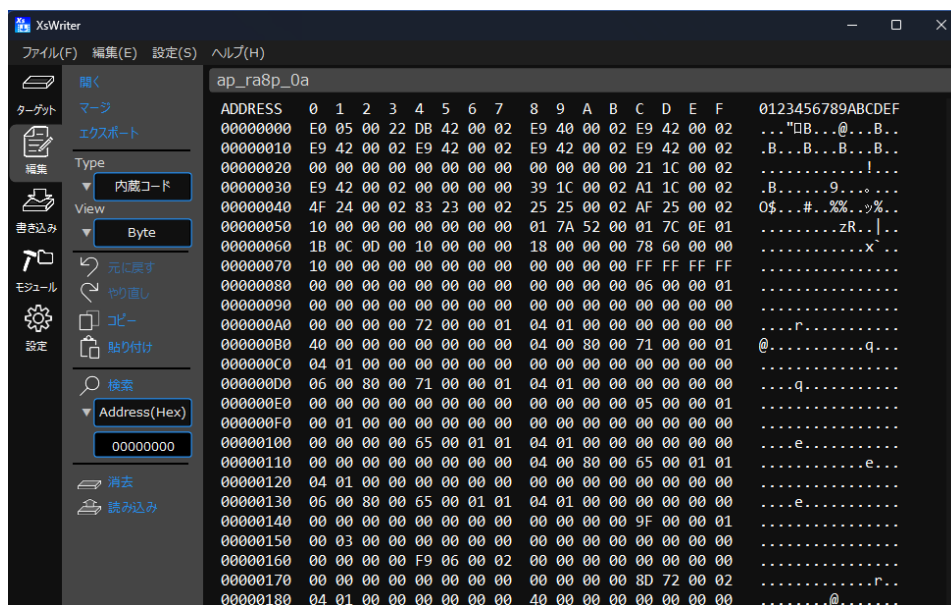 XsWriter
ファイル(F) 編集(E) 設定(S) ヘルプ(H)
ターゲット
編集
書き込み
モジュール
設定
開く
マージ
エクスポート
Type
内蔵コード
View
Byte
元に戻す
やり直し
コピー
貼り付け
検索
Address(Hex)
00000000
消去
読み込み
ap_ra8p_0a
ADDRESS 0 1 2 3 4 5 6 7 8 9 A B C D E F 0123456789ABCDEF
00000000 E0 05 00 22 DB 42 00 02 E9 40 00 02 E9 42 00 02 ..."ロB...@...B..
00000010 E9 42 00 02 E9 42 00 02 E9 42 00 02 E9 42 00 02 .B...B...B...B..
00000020 00 00 00 00 00 00 00 00 00 00 00 00 21 1C 00 02 ............!...
00000030 E9 42 00 02 00 00 00 00 39 1C 00 02 A1 1C 00 02 .B......9...。...
00000040 4F 24 00 02 83 23 00 02 25 25 00 02 AF 25 00 02 O$...#..%%..ッ%..
00000050 10 00 00 00 00 00 00 00 01 7A 52 00 01 7C 0E 01 .........zR..|..
00000060 1B 0C 0D 00 10 00 00 00 18 00 00 00 78 60 00 00 ............x`..
00000070 10 00 00 00 00 00 00 00 00 00 00 00 FF FF FF FF ................
00000080 00 00 00 00 00 00 00 00 00 00 00 00 06 00 00 01 ................
00000090 00 00 00 00 00 00 00 00 00 00 00 00 00 00 00 00 ................
000000A0 00 00 00 00 72 00 00 01 04 01 00 00 00 00 00 00 ....r...........
000000B0 40 00 00 00 00 00 00 00 04 00 80 00 71 00 00 01 @...........q...
000000C0 04 01 00 00 00 00 00 00 00 00 00 00 00 00 00 00 ................
000000D0 06 00 80 00 71 00 00 01 04 01 00 00 00 00 00 00 ....q...........
000000E0 00 00 00 00 00 00 00 00 00 00 00 00 05 00 00 01 ................
000000F0 00 01 00 00 00 00 00 00 00 00 00 00 00 00 00 00 ................
00000100 00 00 00 00 65 00 01 01 04 01 00 00 00 00 00 00 ....e...........
00000110 00 00 00 00 00 00 00 00 04 00 80 00 65 00 01 01 ............e...
00000120 04 01 00 00 00 00 00 00 00 00 00 00 00 00 00 00 ................
00000130 06 00 80 00 65 00 01 01 04 01 00 00 00 00 00 00 ....e...........
00000140 00 00 00 00 00 00 00 00 00 00 00 00 9F 00 00 01 ................
00000150 00 03 00 00 00 00 00 00 00 00 00 00 00 00 00 00 ................
00000160 00 00 00 00 F9 06 00 02 00 00 00 00 00 00 00 00 ................
00000170 00 00 00 00 00 00 00 00 00 00 00 00 8D 72 00 02 .............r..
00000180 04 01 00 00 00 00 00 00 40 00 00 00 00 00 00 00 ........@.......